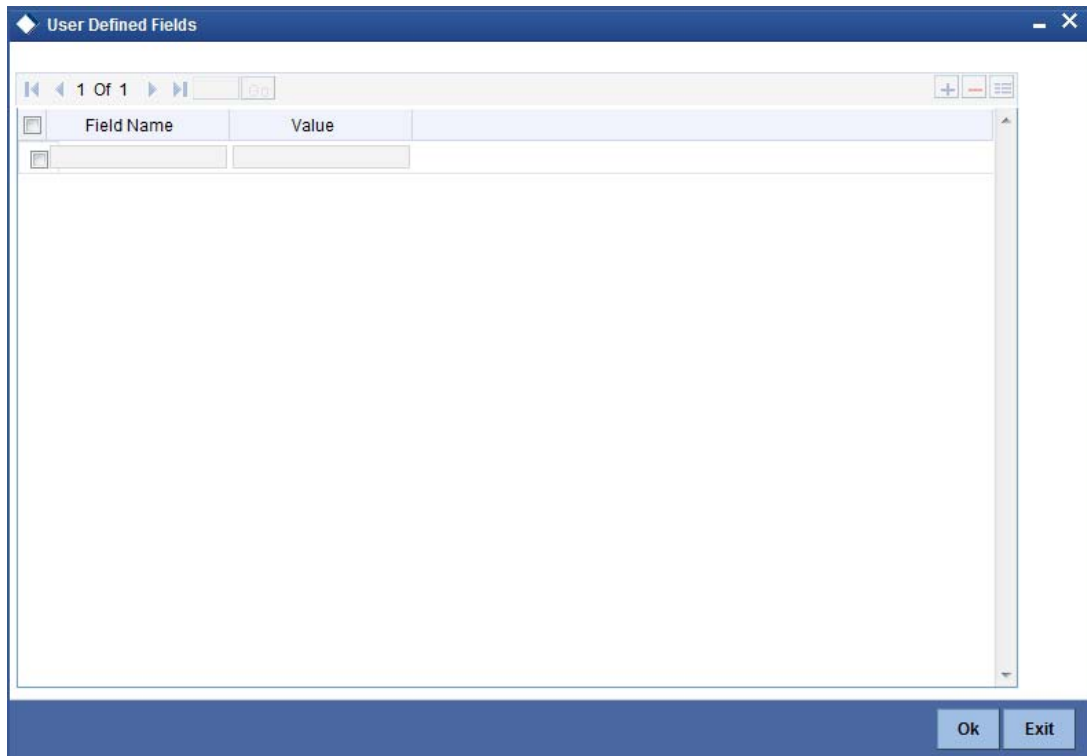 User Defined Fields
1 Of 1 Go
Field Name Value
Ok Exit